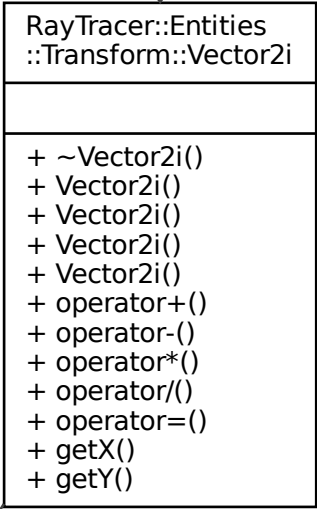 RayTracer::Entities
::Transform::Vector2i
+ ~Vector2i()
+ Vector2i()
+ Vector2i()
+ Vector2i()
+ Vector2i()
+ operator+()
+ operator-()
+ operator*()
+ operator/()
+ operator=()
+ getX()
+ getY()